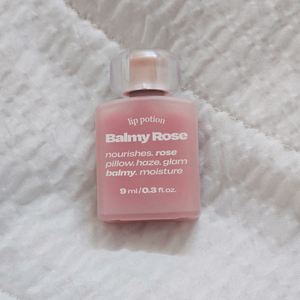 lip potion
Balmy Rose
nourishes. rose
pillow. haze. glam
balmy. moisture
9 ml/0.3 fl.oz.